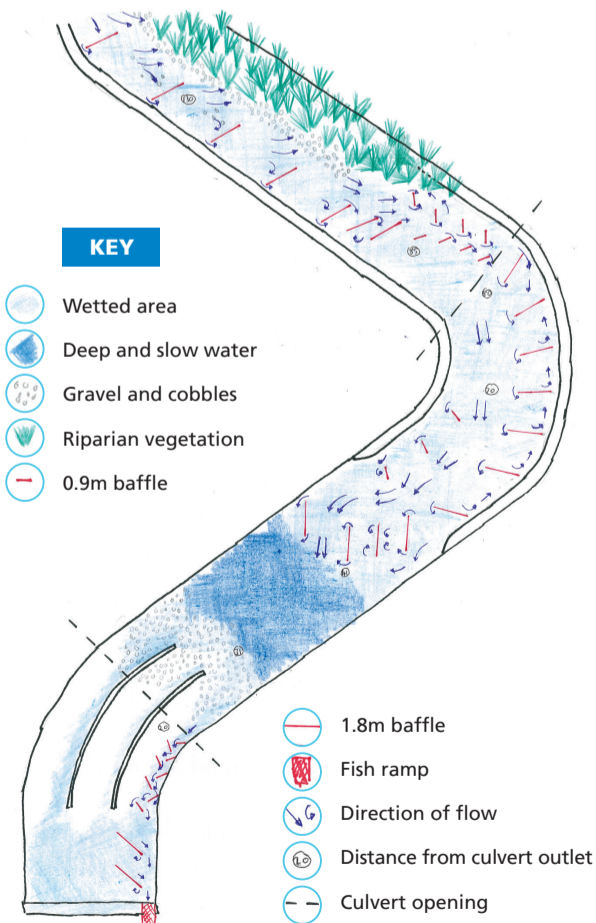 KEY
Wetted area
Deep and slow water
Gravel and cobbles
Riparian vegetation
0.9m baffle
1.8m baffle
Fish ramp
Direction of flow
20
Distance from culvert outlet
Culvert opening